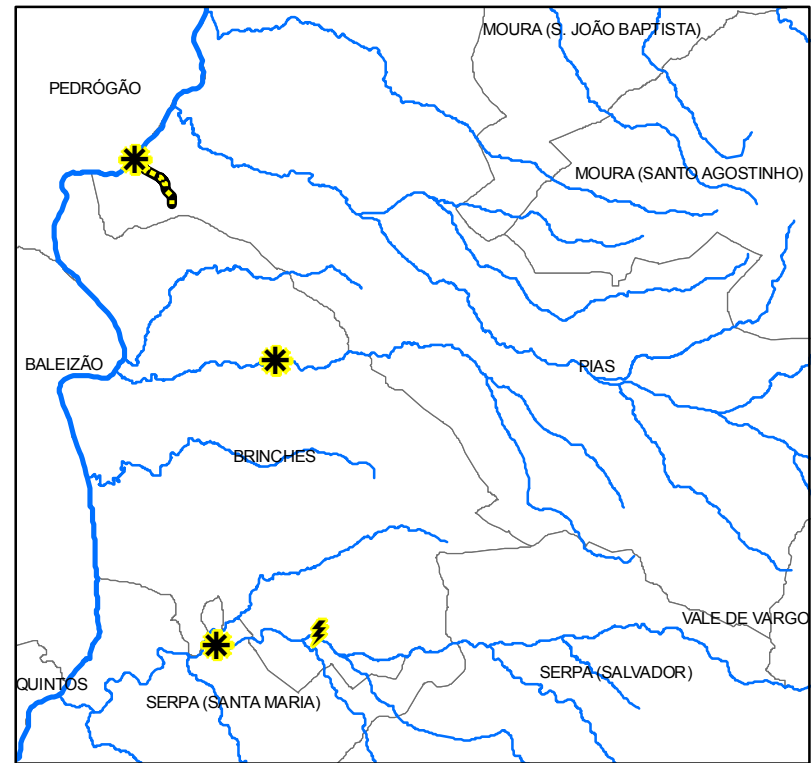 MOURA (S. JOÃO BAPTISTA)
PEDRÓGÃO
MOURA (SANTO AGOSTINHO)
BALEIZÃO
PIAS
BRINCHES
VALE DE VARGO
SERPA (SALVADOR)
QUINTOS
SERPA (SANTA MARIA)